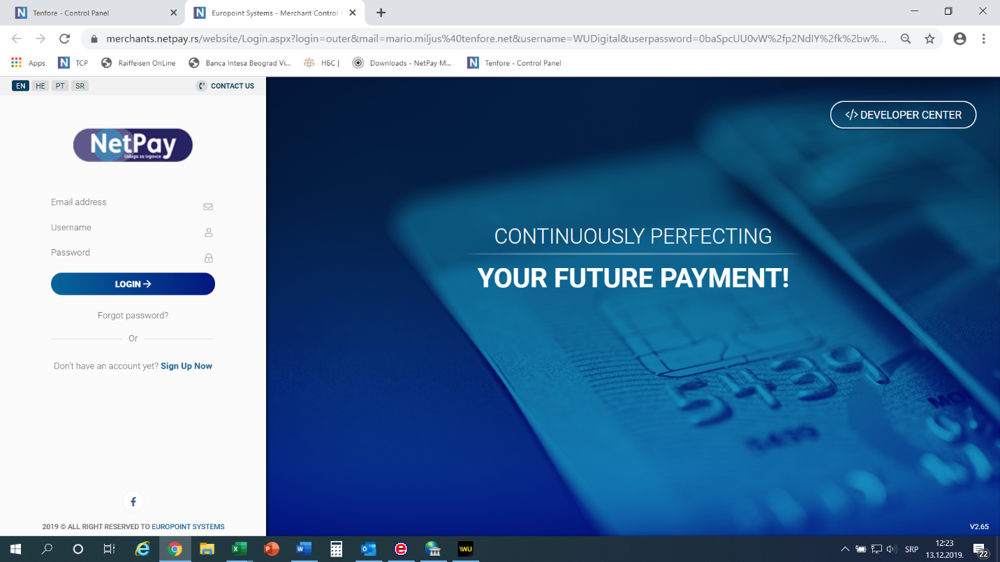 Tenfore - Control Panel
Europoint Systems - Merchant Control P
merchants.netpay.rs/website/Login.aspx?login=outer&mail=mario.miljus%40tenfore.net&username=WUDigital&userpassword=0baSpcUU0vW%2fp2NdIY%2fk%2bw%...
Apps
TCP
Raiffeisen OnLine
Banca Intesa Beograd Vi...
НБС |
Downloads - NetPay M...
Tenfore - Control Panel
EN HE PT SR
CONTACT US
</> DEVELOPER CENTER
NetPay
Usluga za trgovce
Email address
Username
Password
LOGIN →
Forgot password?
Or
Don't have an account yet? Sign Up Now
CONTINUOUSLY PERFECTING
YOUR FUTURE PAYMENT!
5499
5439
2019 © ALL RIGHT RESERVED TO EUROPOINT SYSTEMS
V2.65
SRP
12:23
13.12.2019.
22
WU